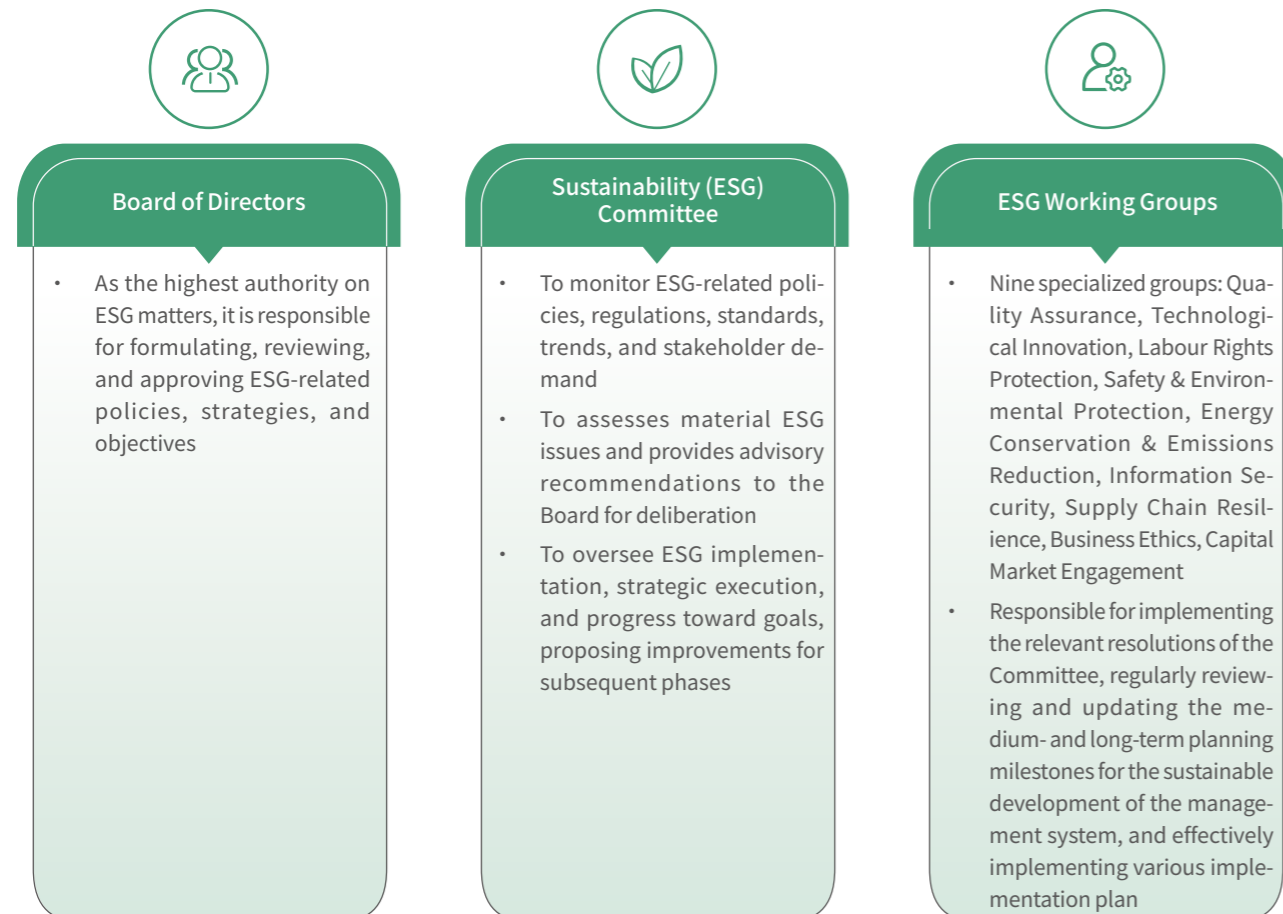 Board of Directors
• As the highest authority on
ESG matters, it is responsible
for formulating, reviewing,
and approving ESG-related
policies, strategies, and
objectives
Sustainability (ESG)
Committee
• To monitor ESG-related poli-
cies, regulations, standards,
trends, and stakeholder de-
mand
• To assesses material ESG
issues and provides advisory
recommendations to the
Board for deliberation
• To oversee ESG implemen-
tation, strategic execution,
and progress toward goals,
proposing improvements for
subsequent phases
ESG Working Groups
• Nine specialized groups: Qua-
lity Assurance, Technologi-
cal Innovation, Labour Rights
Protection, Safety & Environ-
mental Protection, Energy
Conservation & Emissions
Reduction, Information Se-
curity, Supply Chain Resil-
ience, Business Ethics, Capital
Market Engagement
• Responsible for implementing
the relevant resolutions of the
Committee, regularly review-
ing and updating the me-
dium- and long-term planning
milestones for the sustainable
development of the manage-
ment system, and effectively
implementing various imple-
mentation plan